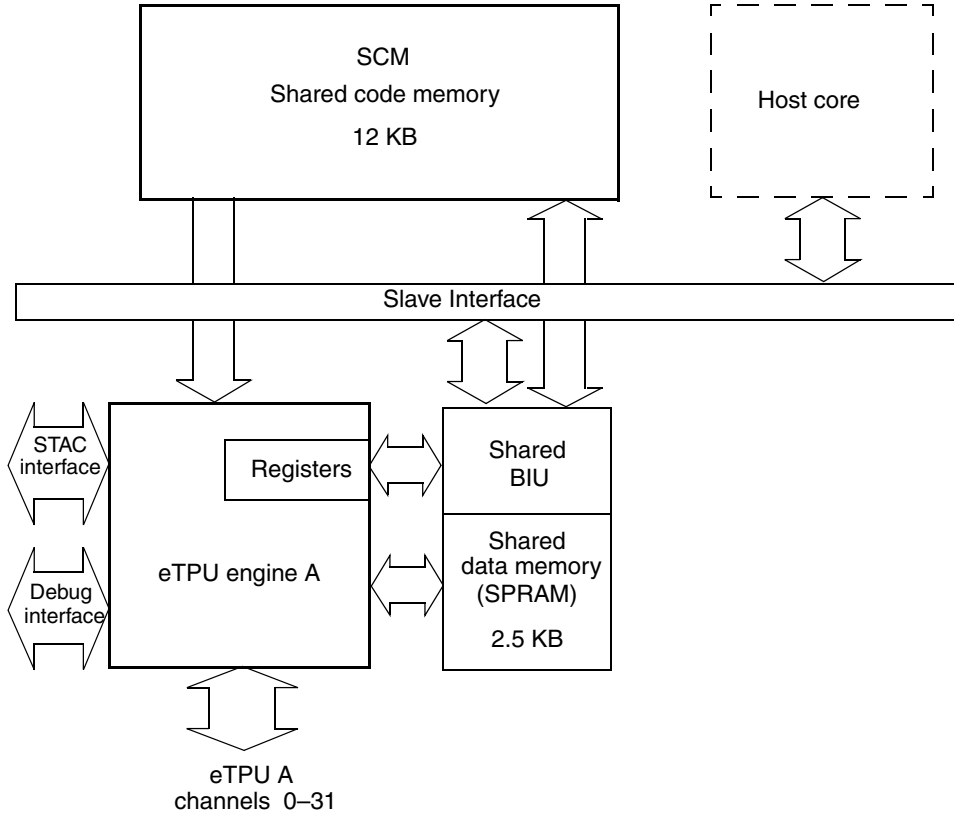 SCM
Shared code memory
12 KB
Host core
Slave Interface
STAC
interface
Registers
Shared
BIU
eTPU engine A
Shared
data memory
(SPRAM)
2.5 KB
Debug
interface
eTPU A
channels 0–31